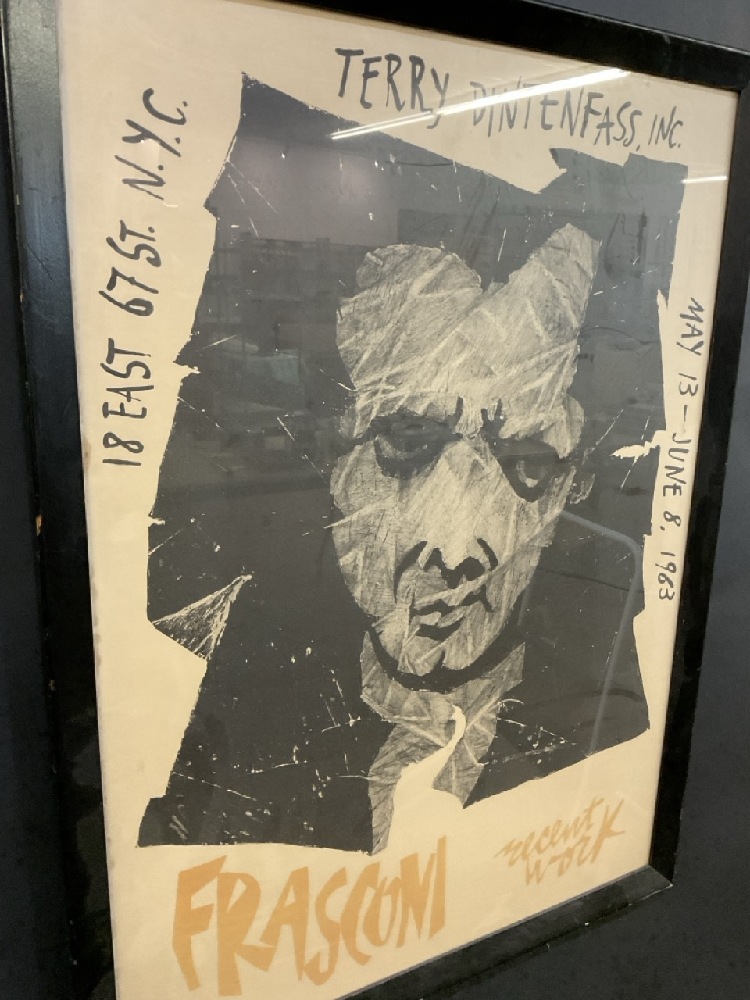 TERRY DINTENFASS, INC.
18 EAST 67 ST. N.Y.C.
MAY 13 - JUNE 8, 1963
FRASCONI
recent
work